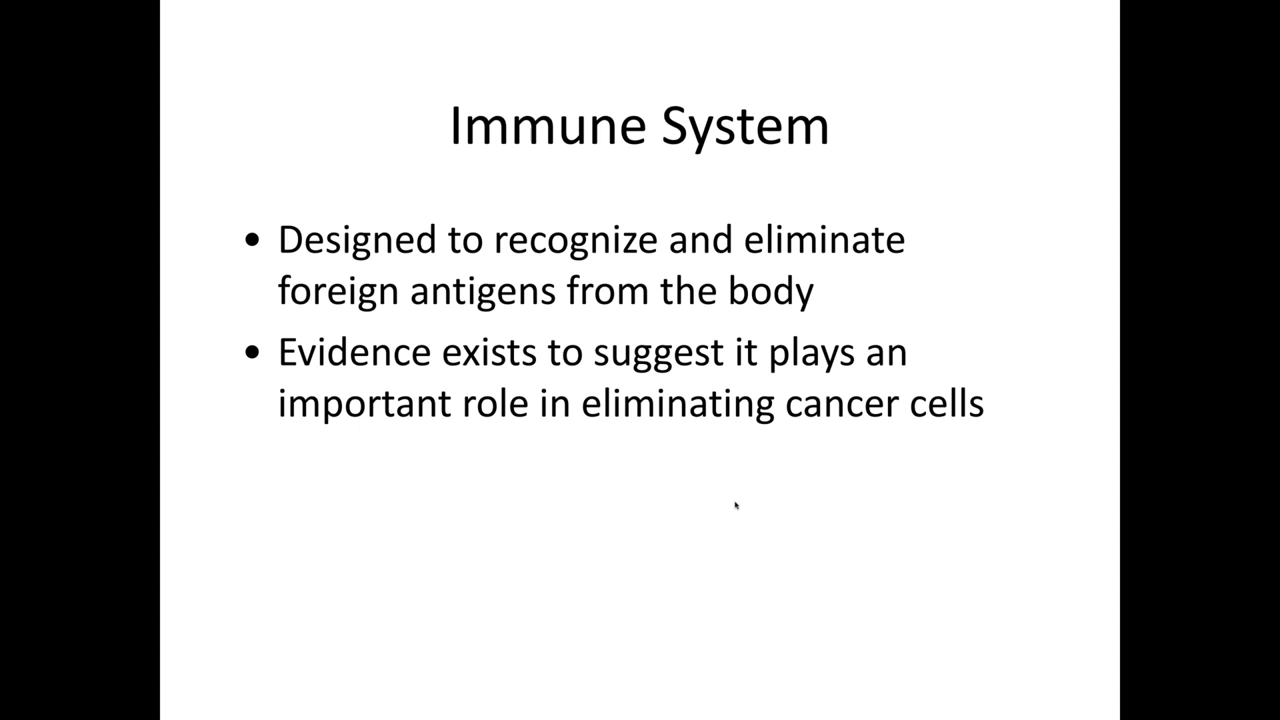 Immune System
• Designed to recognize and eliminate
foreign antigens from the body
• Evidence exists to suggest it plays an
important role in eliminating cancer cells